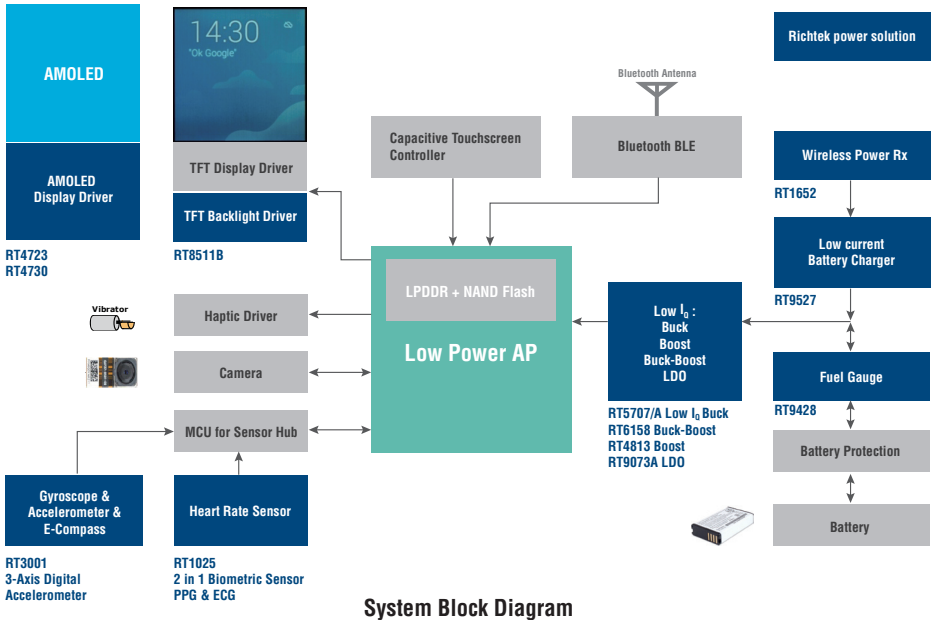 AMOLED
AMOLED
Display Driver
RT4723
RT4730
14:30
"Ok Google"
TFT Display Driver
TFT Backlight Driver
RT8511B
Capacitive Touchscreen
Controller
Bluetooth Antenna
Bluetooth BLE
Richtek power solution
Wireless Power Rx
RT1652
Low current
Battery Charger
RT9527
LPDDR + NAND Flash
Low Power AP
Low IQ :
Buck
Boost
Buck-Boost
LDO
RT5707/A Low IQ Buck
RT6158 Buck-Boost
RT4813 Boost
RT9073A LDO
Fuel Gauge
RT9428
Battery Protection
Battery
Vibrator
Haptic Driver
Camera
MCU for Sensor Hub
Gyroscope &
Accelerometer &
E-Compass
RT3001
3-Axis Digital
Accelerometer
Heart Rate Sensor
RT1025
2 in 1 Biometric Sensor
PPG & ECG
System Block Diagram